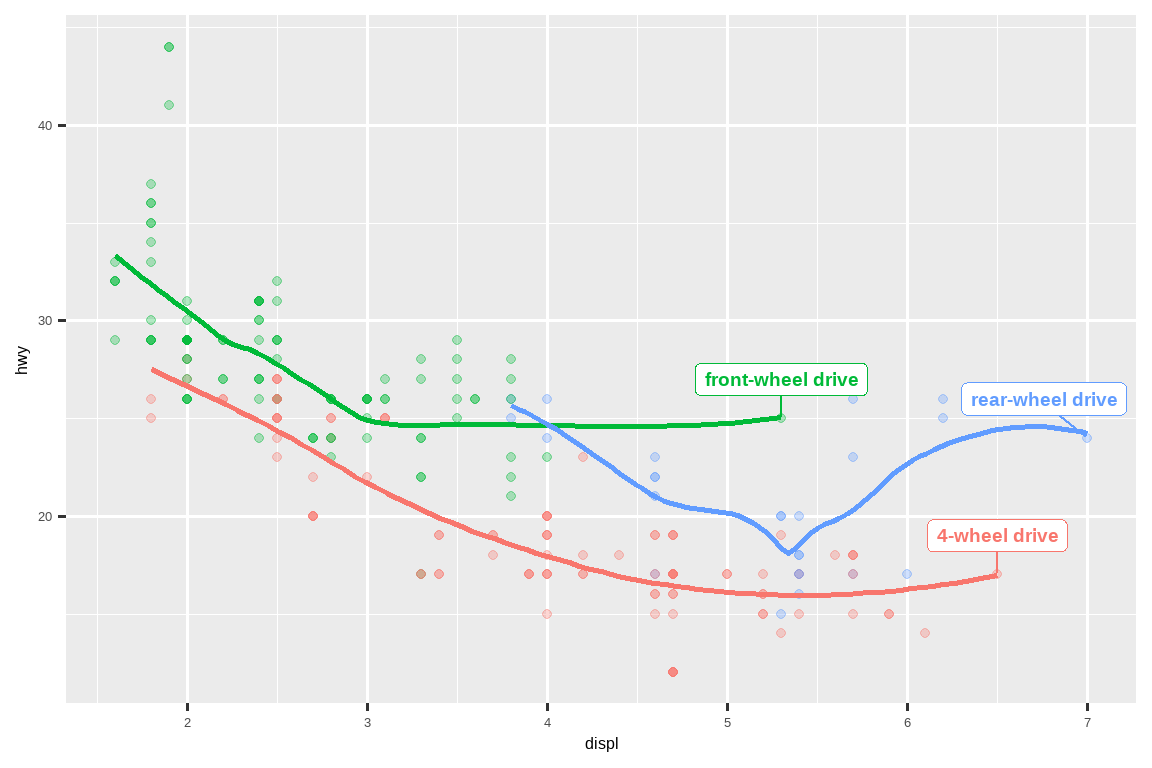 40
30
20
hwy
front-wheel drive
rear-wheel drive
4-wheel drive
2 3 4 5 6 7
displ